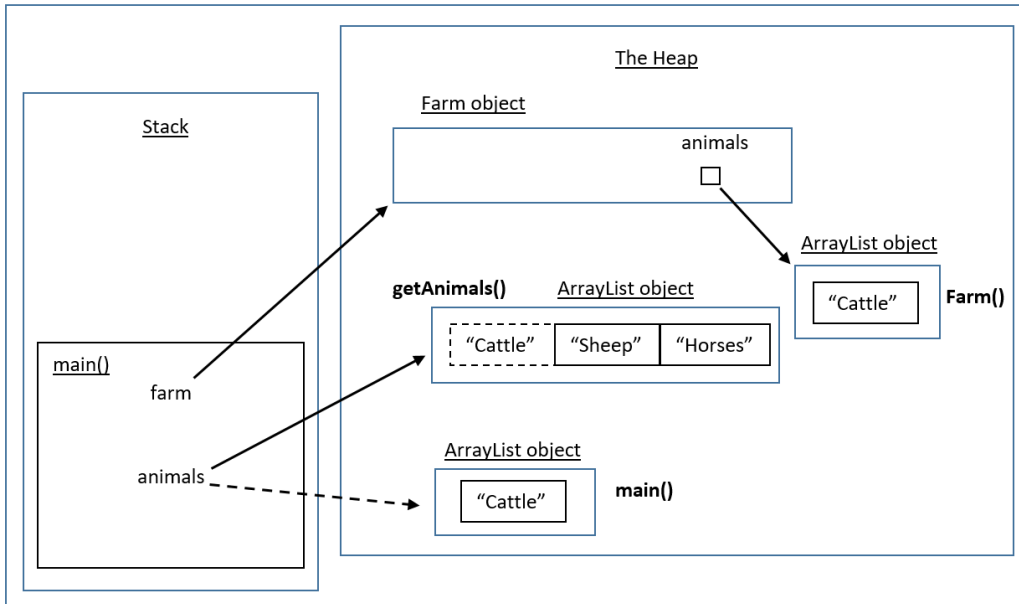 The Heap
Stack
Farm object
animals
ArrayList object
“Cattle”
Farm()
getAnimals()
ArrayList object
“Cattle” “Sheep” “Horses”
main()
farm
animals
ArrayList object
“Cattle”
main()